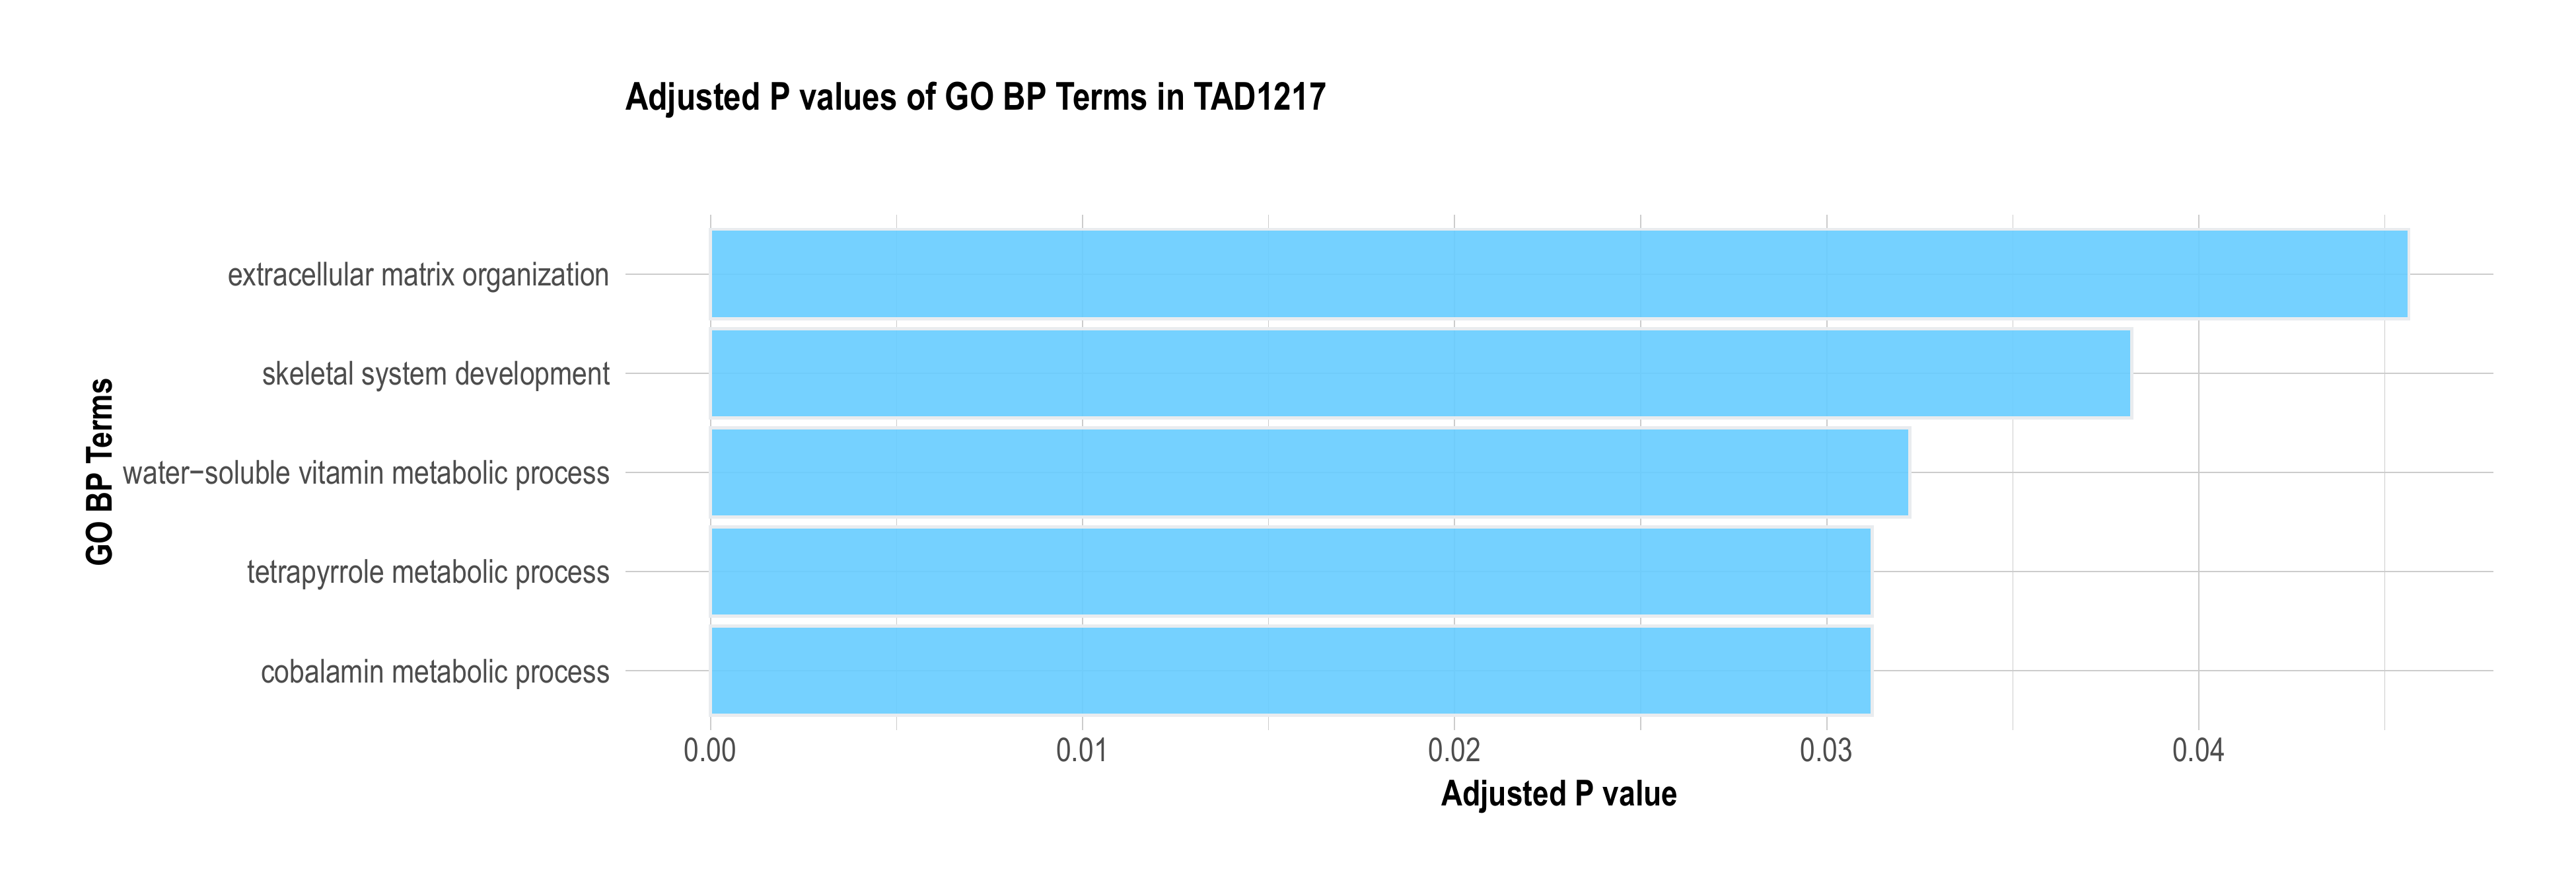 Adjusted P values of GO BP Terms in TAD1217
GO BP Terms
extracellular matrix organization
skeletal system development
water−soluble vitamin metabolic process
tetrapyrrole metabolic process
cobalamin metabolic process
0.00 0.01 0.02 0.03 0.04
Adjusted P value